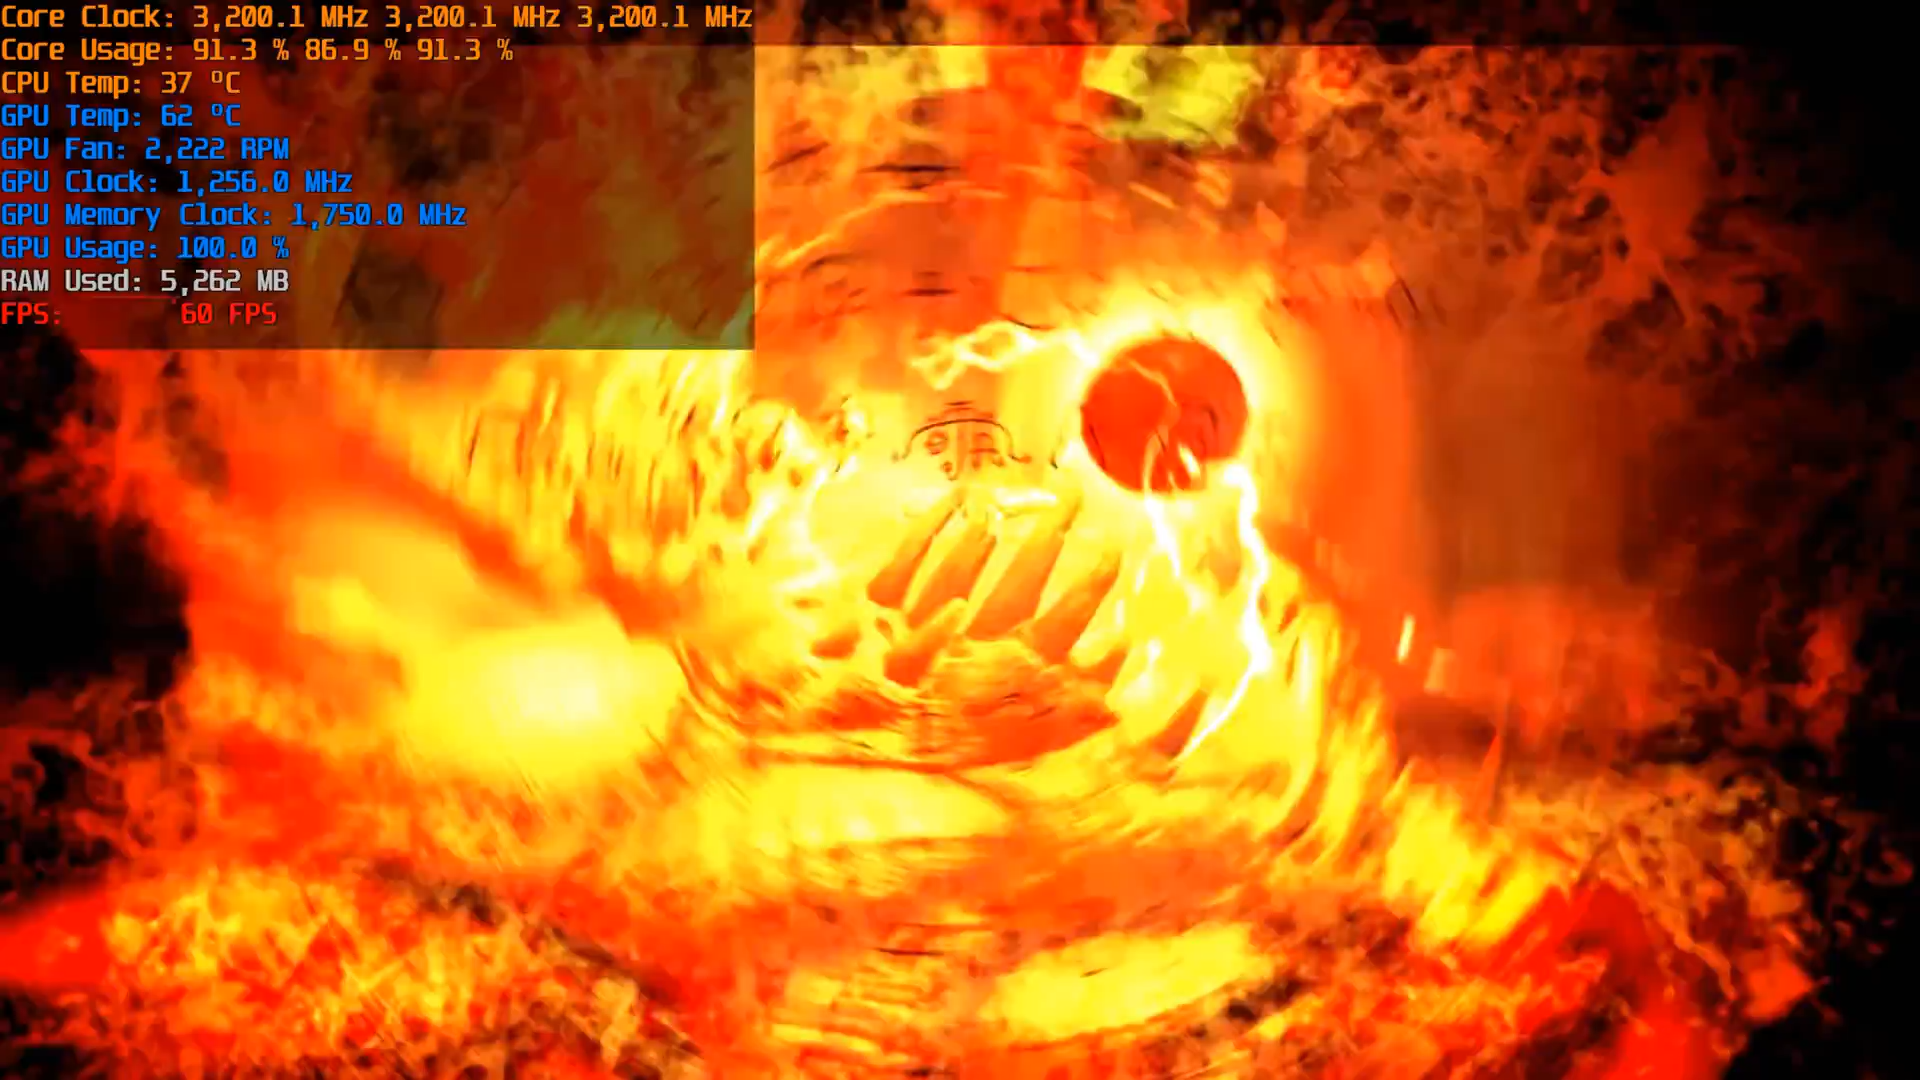 Core Clock: 3,200.1 MHz 3,200.1 MHz 3,200.1 MHz
Core Usage: 91.3 % 86.9 % 91.3 %
CPU Temp: 37 ºC
GPU Temp: 62 ºC
GPU Fan: 2,222 RPM
GPU Clock: 1,256.0 MHz
GPU Memory Clock: 1,750.0 MHz
GPU Usage: 100.0 %
RAM Used: 5,262 MB
FPS: 60 FPS